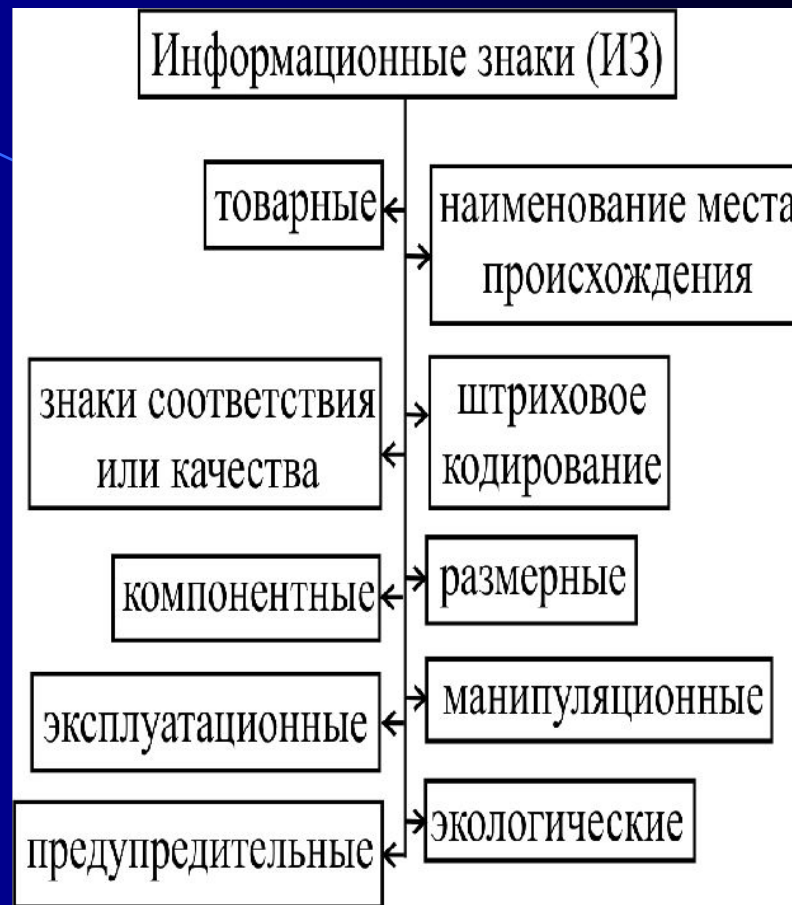 Информационные знаки (ИЗ)
товарные
наименование места
происхождения
знаки соответствия
или качества
штриховое
кодирование
компонентные
размерные
эксплуатационные
манипуляционные
предупредительные
экологические